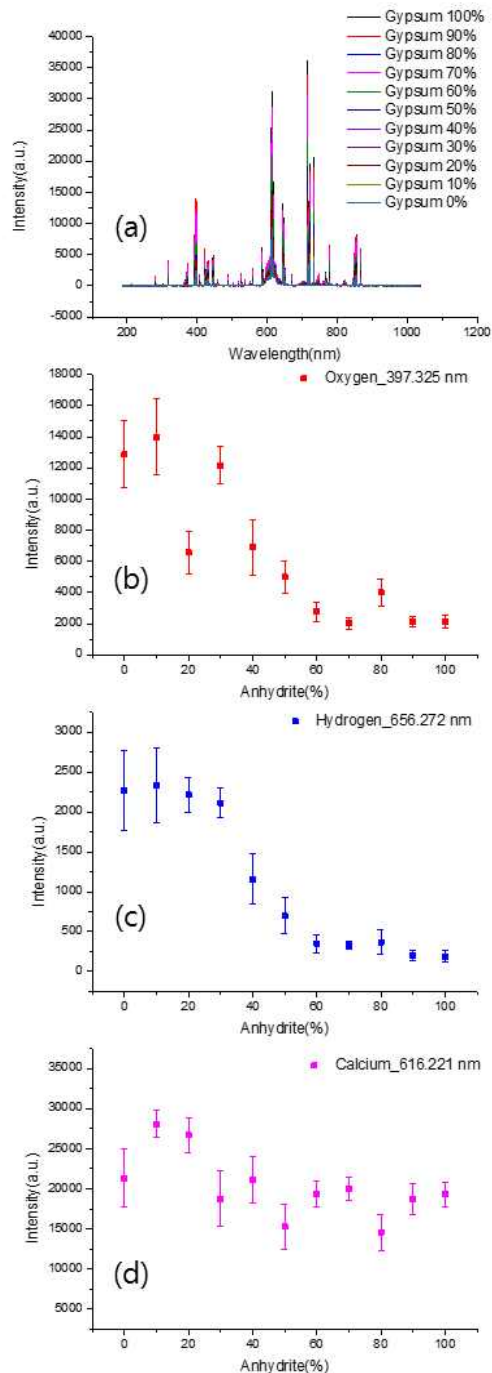 Gypsum 100%
Gypsum 90%
Gypsum 80%
Gypsum 70%
Gypsum 60%
Gypsum 50%
Gypsum 40%
Gypsum 30%
Gypsum 20%
Gypsum 10%
Gypsum 0%
40000
35000
30000
25000
20000
15000
10000
5000
0
-5000
Intensity(a.u.)
(a)
200 400 600 800 1000 1200
Wavelength(nm)
Oxygen_397.325 nm
18000
16000
14000
12000
10000
8000
6000
4000
2000
0
Intensity(a.u.)
(b)
0 20 40 60 80 100
Anhydrite(%)
Hydrogen_656.272 nm
3000
2500
2000
1500
1000
500
0
Intensity(a.u.)
(c)
0 20 40 60 80 100
Anhydrite(%)
Calcium_616.221 nm
35000
30000
25000
20000
15000
10000
5000
Intensity(a.u.)
(d)
0 20 40 60 80 100
Anhydrite(%)